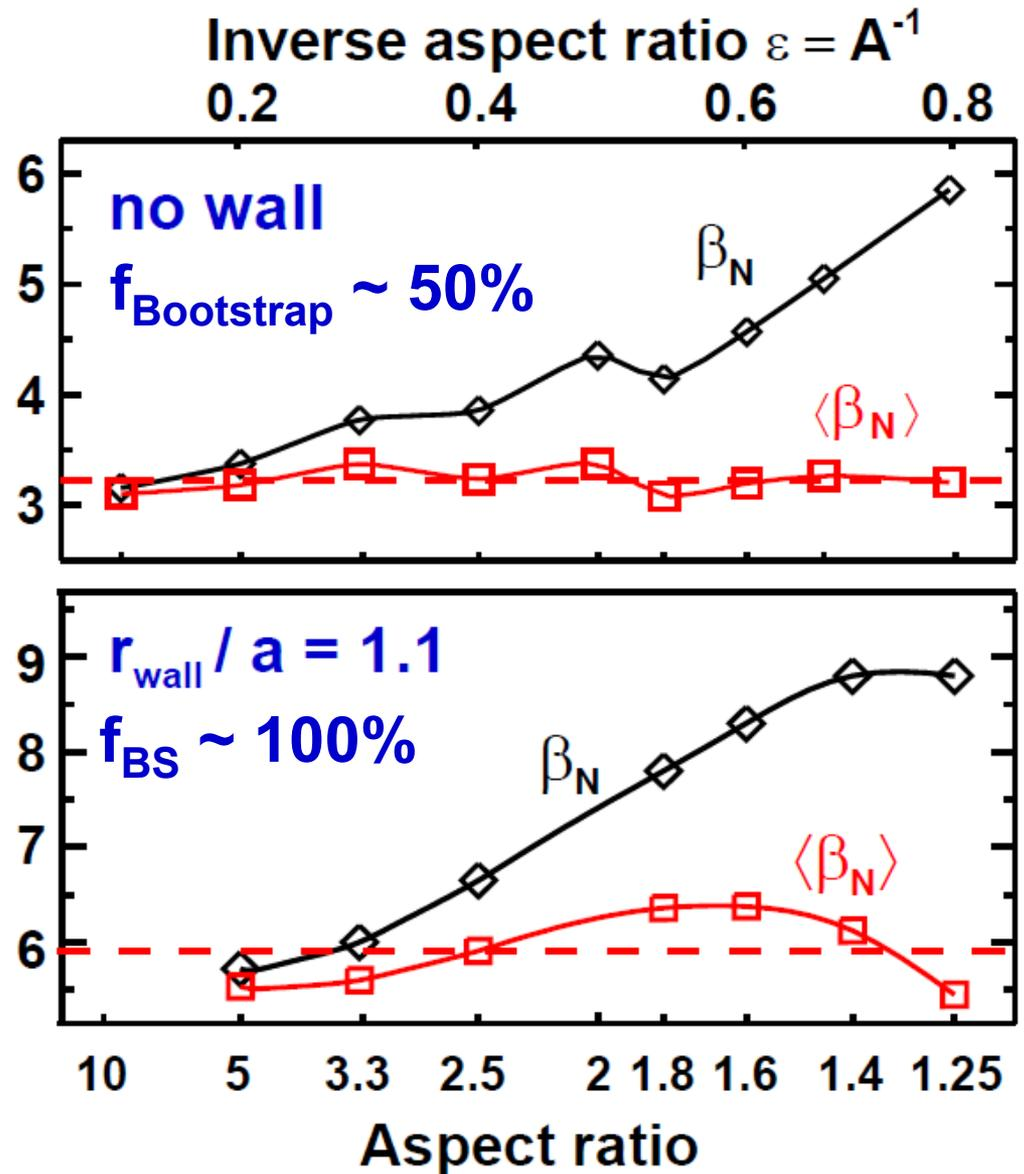 Inverse aspect ratio ε = A⁻¹
0.2 0.4 0.6 0.8
6
no wall
β_N
5
f_Bootstrap ~ 50%
4
⟨β_N⟩
3
9
r_wall / a = 1.1
f_BS ~ 100%
8
β_N
7
⟨β_N⟩
6
10 5 3.3 2.5 2 1.8 1.6 1.4 1.25
Aspect ratio